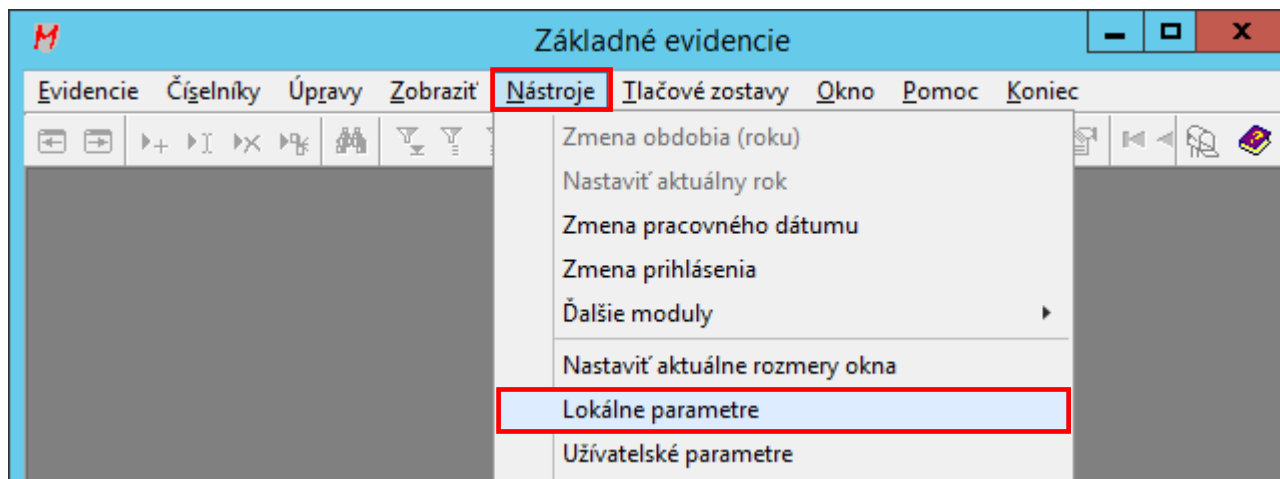 Základné evidencie
Evidencie Číselníky Úpravy Zobraziť Nástroje Tlačové zostavy Okno Pomoc Koniec
Zmena obdobia (roku)
Nastaviť aktuálny rok
Zmena pracovného dátumu
Zmena prihlásenia
Ďalšie moduly
Nastaviť aktuálne rozmery okna
Lokálne parametre
Užívatelské parametre